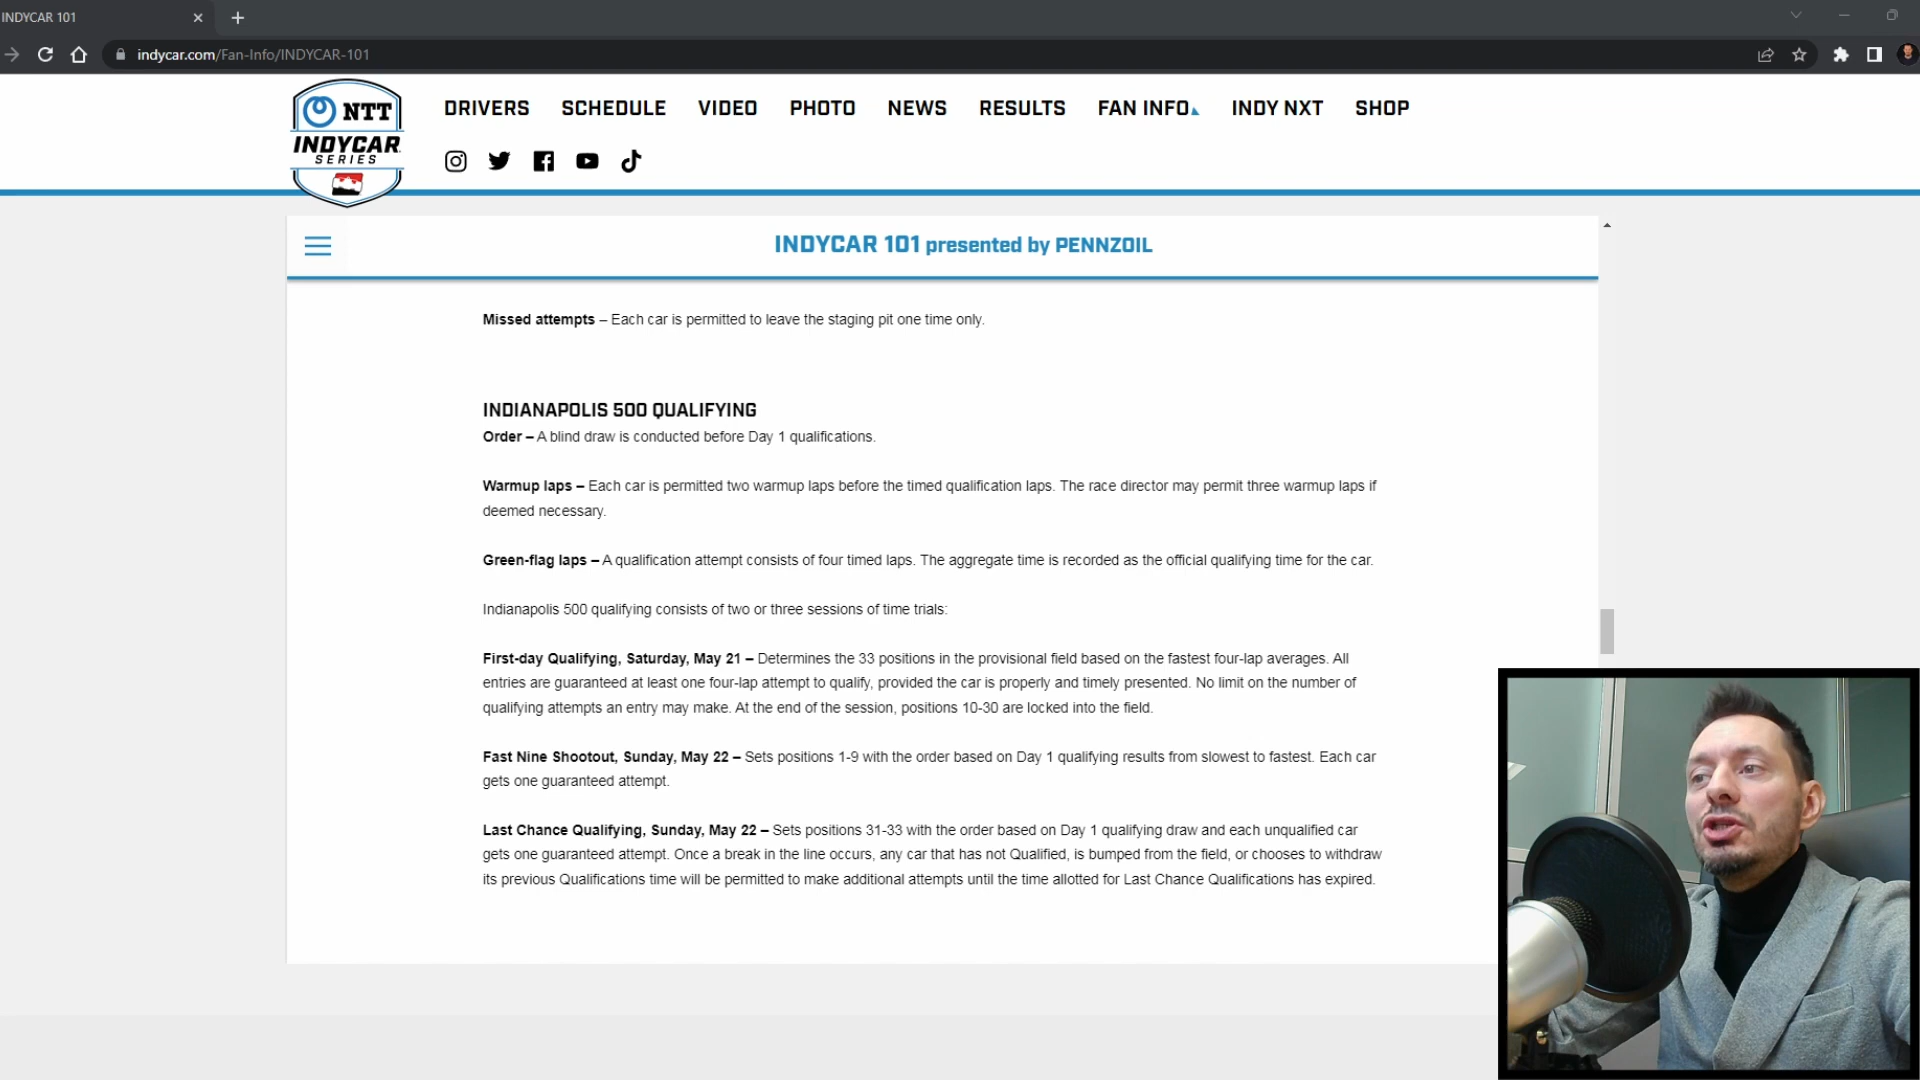 INDYCAR 101
indycar.com/Fan-Info/INDYCAR-101
NTT
INDYCAR
SERIES
DRIVERS SCHEDULE VIDEO PHOTO NEWS RESULTS FAN INFO INDY NXT SHOP
INDYCAR 101 presented by PENNZOIL
Missed attempts – Each car is permitted to leave the staging pit one time only.
INDIANAPOLIS 500 QUALIFYING
Order – A blind draw is conducted before Day 1 qualifications.
Warmup laps – Each car is permitted two warmup laps before the timed qualification laps. The race director may permit three warmup laps if
deemed necessary.
Green-flag laps – A qualification attempt consists of four timed laps. The aggregate time is recorded as the official qualifying time for the car.
Indianapolis 500 qualifying consists of two or three sessions of time trials:
First-day Qualifying, Saturday, May 21 – Determines the 33 positions in the provisional field based on the fastest four-lap averages. All
entries are guaranteed at least one four-lap attempt to qualify, provided the car is properly and timely presented. No limit on the number of
qualifying attempts an entry may make. At the end of the session, positions 10-30 are locked into the field.
Fast Nine Shootout, Sunday, May 22 – Sets positions 1-9 with the order based on Day 1 qualifying results from slowest to fastest. Each car
gets one guaranteed attempt.
Last Chance Qualifying, Sunday, May 22 – Sets positions 31-33 with the order based on Day 1 qualifying draw and each unqualified car
gets one guaranteed attempt. Once a break in the line occurs, any car that has not Qualified, is bumped from the field, or chooses to withdraw
its previous Qualifications time will be permitted to make additional attempts until the time allotted for Last Chance Qualifications has expired.